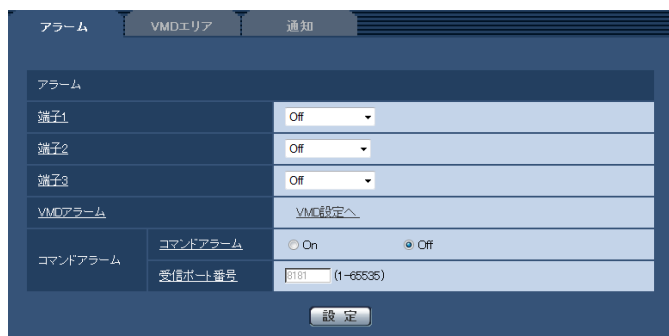 アラーム VMDエリア 通知
アラーム
端子1 Off
端子2 Off
端子3 Off
VMDアラーム VMD設定へ
コマンドアラーム コマンドアラーム On Off
受信ポート番号 8181 (1-65535)
設 定